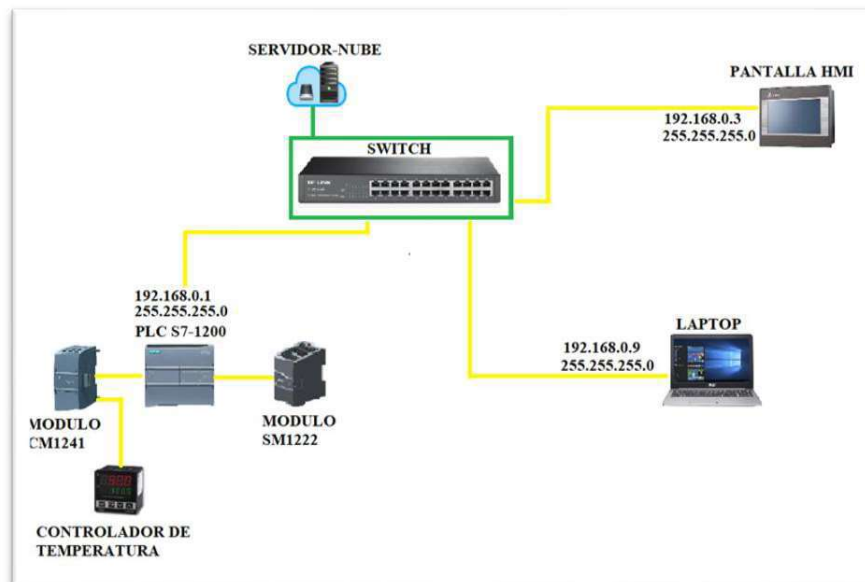 SERVIDOR-NUBE
PANTALLA HMI
192.168.0.3
255.255.255.0
SWITCH
192.168.0.1
255.255.255.0
PLC S7-1200
LAPTOP
192.168.0.9
255.255.255.0
MODULO
CM1241
MODULO
SM1222
CONTROLADOR DE
TEMPERATURA